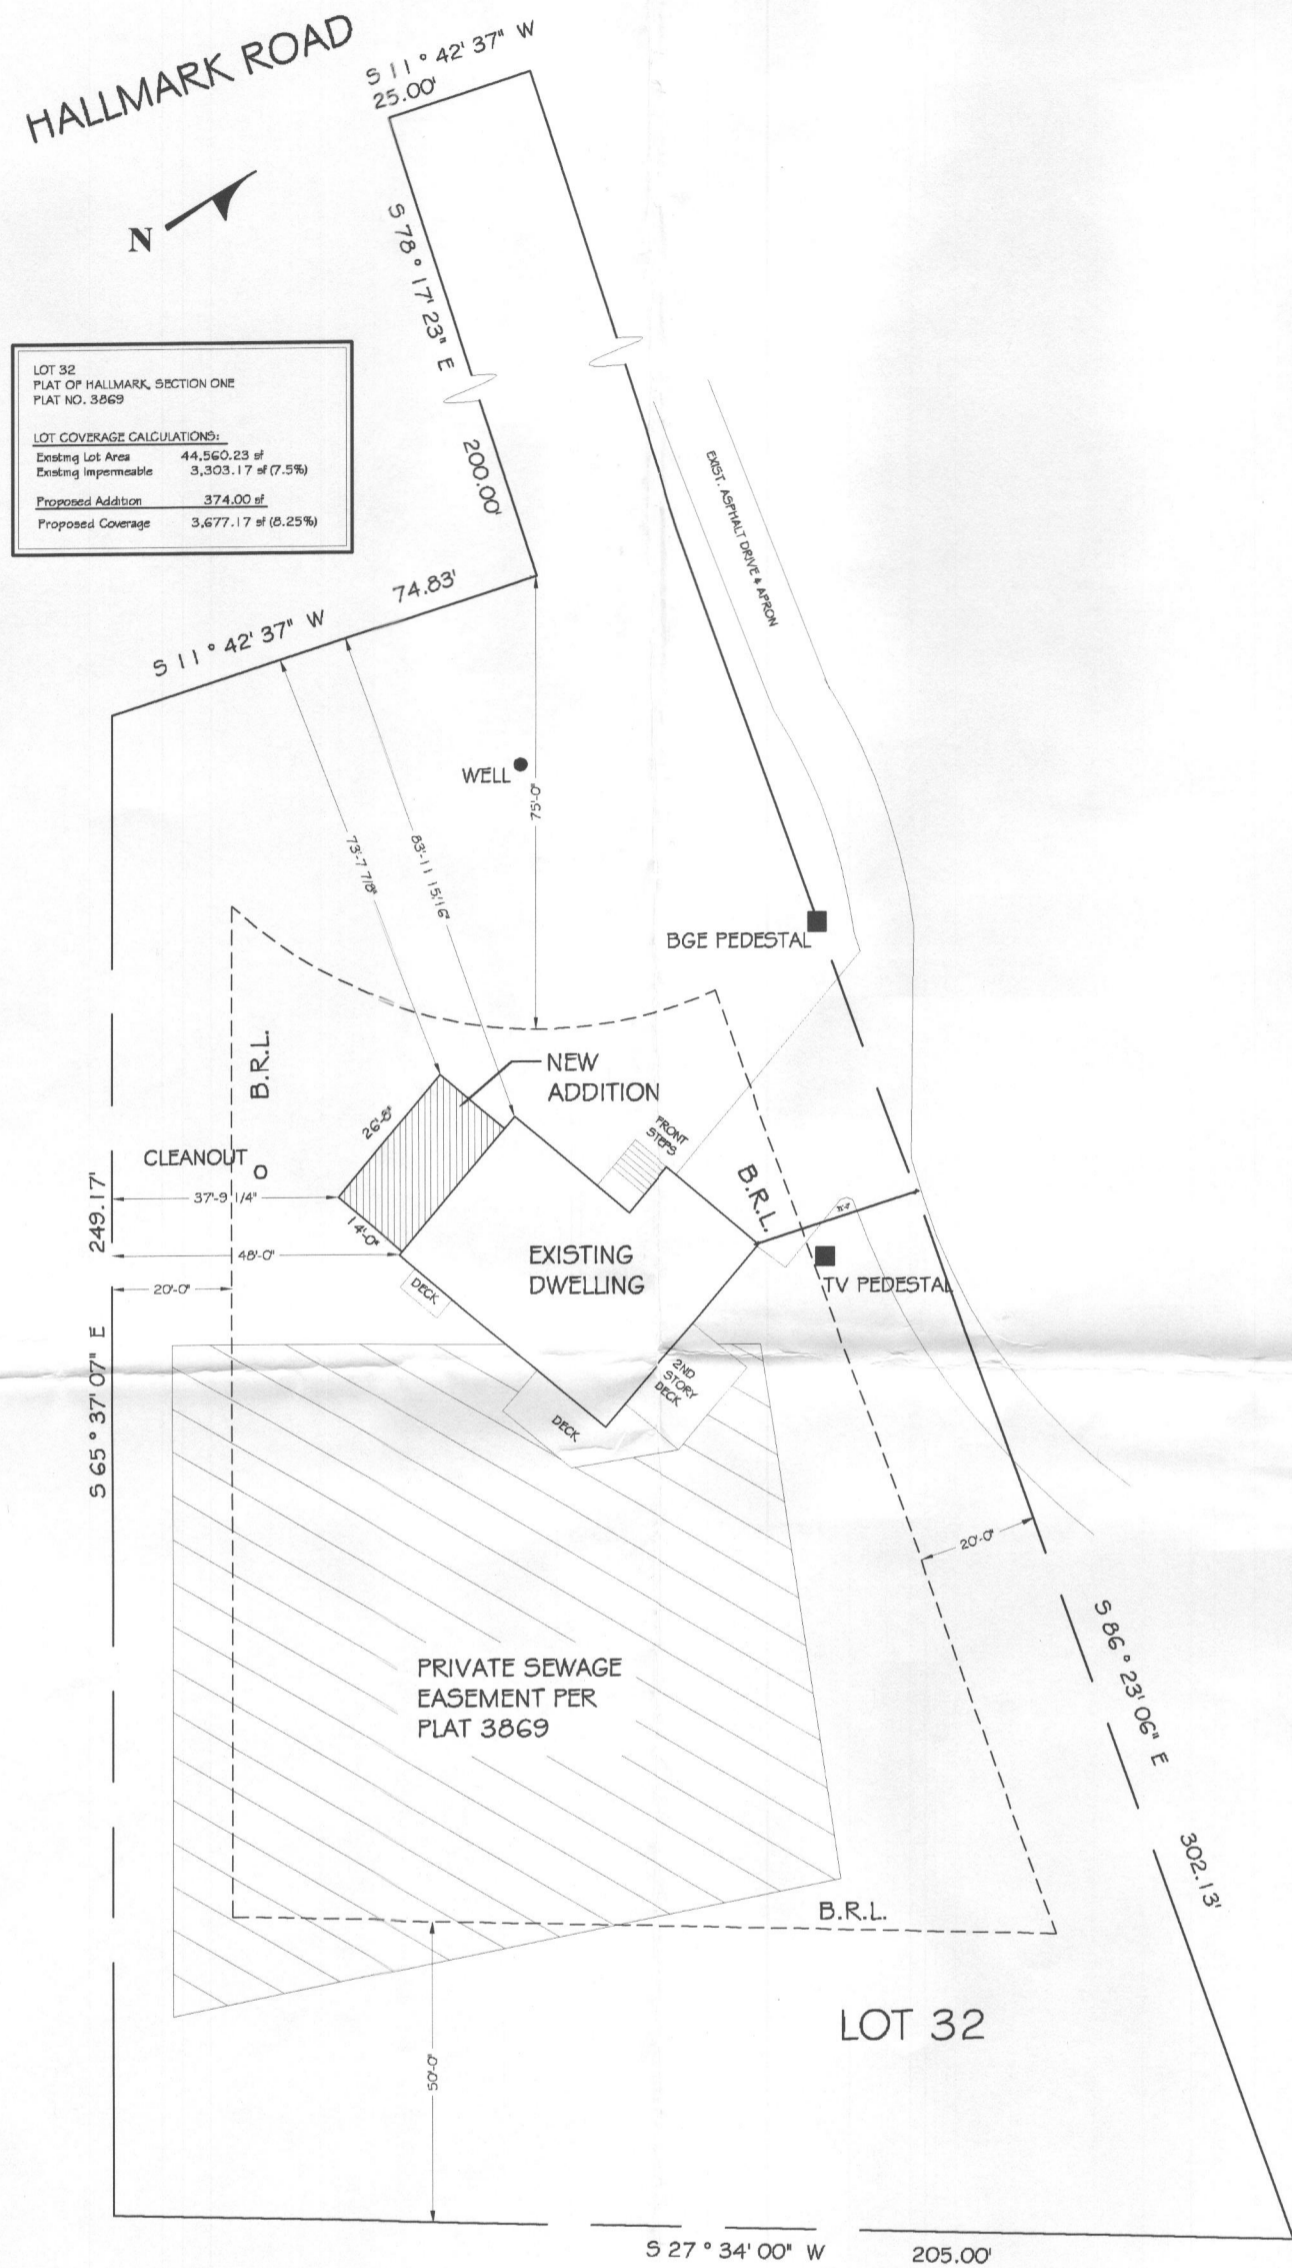 HALLMARK ROAD
S 11° 42' 37" W
25.00'
N
S 78° 17' 23" E
200.00'
LOT 32
PLAT OF HALLMARK, SECTION ONE
PLAT NO. 3869
LOT COVERAGE CALCULATIONS:
Existing Lot Area 44,560.23 sf
Existing Impermeable 3,303.17 sf (7.5%)
Proposed Addition 374.00 sf
Proposed Coverage 3,677.17 sf (8.25%)
EXIST. ASPHALT DRIVE & APRON
74.83'
S 11° 42' 37" W
WELL
75'-0"
73'-7 7/8"
83'-11 15/16"
BGE PEDESTAL
B.R.L.
NEW
ADDITION
26'-8"
FRONT
STEPS
CLEANOUT
37'-9 1/4"
14'-0"
B.R.L.
249.17'
48'-0"
EXISTING
DWELLING
20'-0"
DECK
TV PEDESTAL
S 65° 37' 07" E
2ND
STORY
DECK
DECK
20'-0"
S 86° 23' 06" E
302.13'
PRIVATE SEWAGE
EASEMENT PER
PLAT 3869
B.R.L.
LOT 32
50'-0"
S 27° 34' 00" W 205.00'